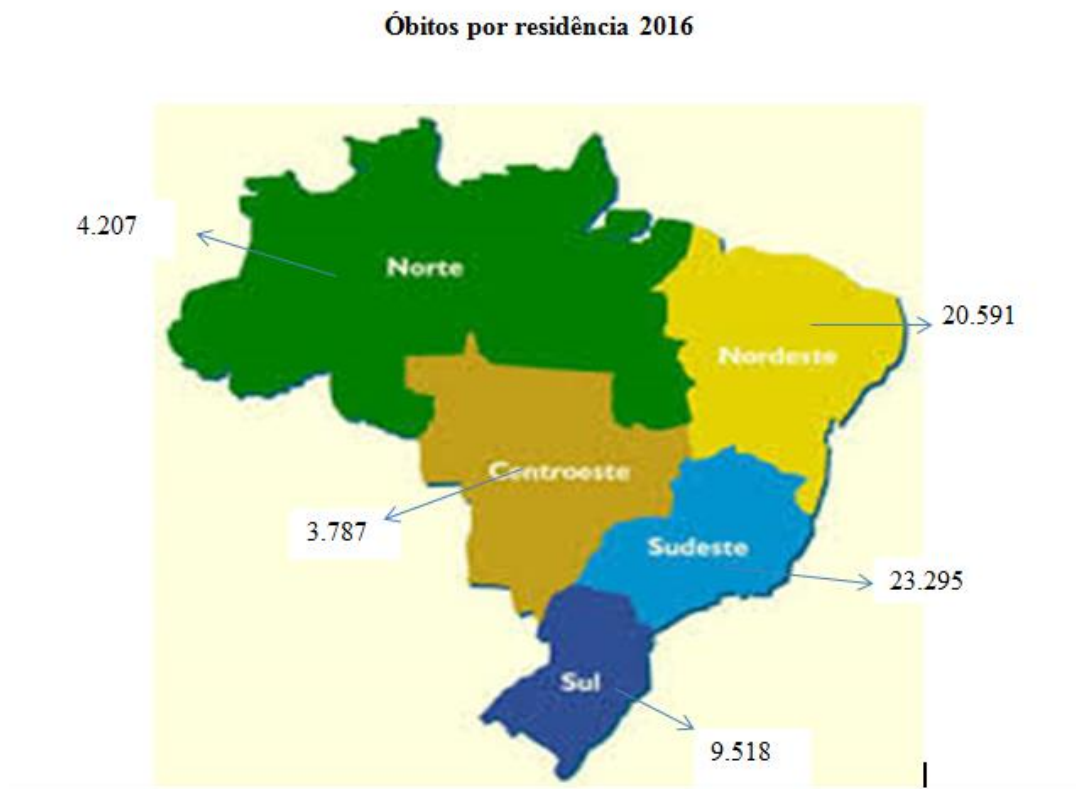 Óbitos por residência 2016
4.207
Norte
20.591
Nordeste
Centroeste
3.787
Sudeste
23.295
Sul
9.518